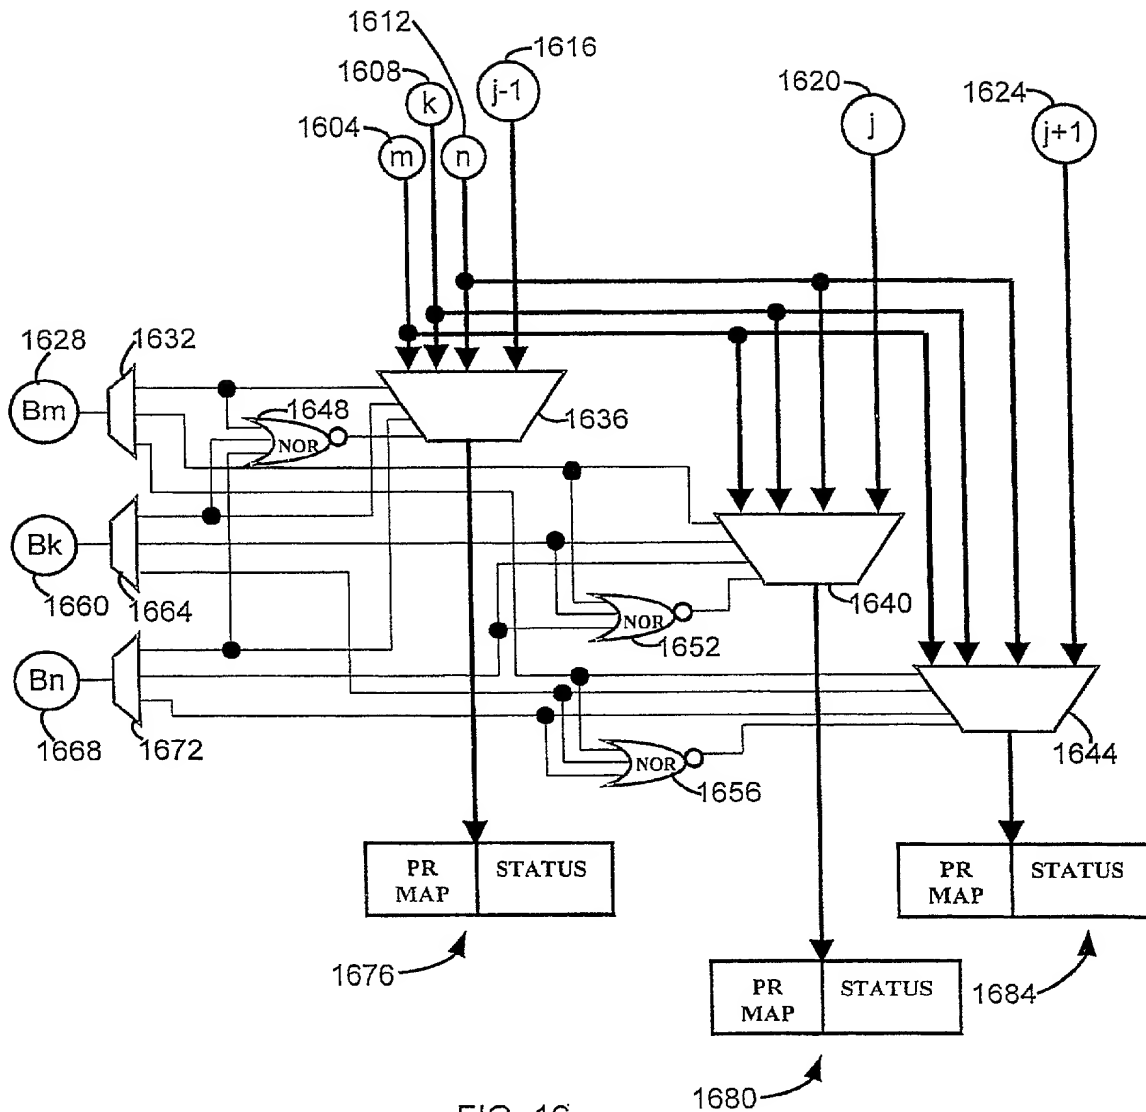 1612
1616
1608
k
j-1
1620
1624
1604
m
n
j
j+1
1628
1632
Bm
1648
NOR
1636
Bk
1660
1664
1640
NOR
1652
Bn
1668
1672
NOR
1656
1644
PR MAP
STATUS
PR MAP
STATUS
1676
PR MAP
STATUS
1684
1680
FIG. 16